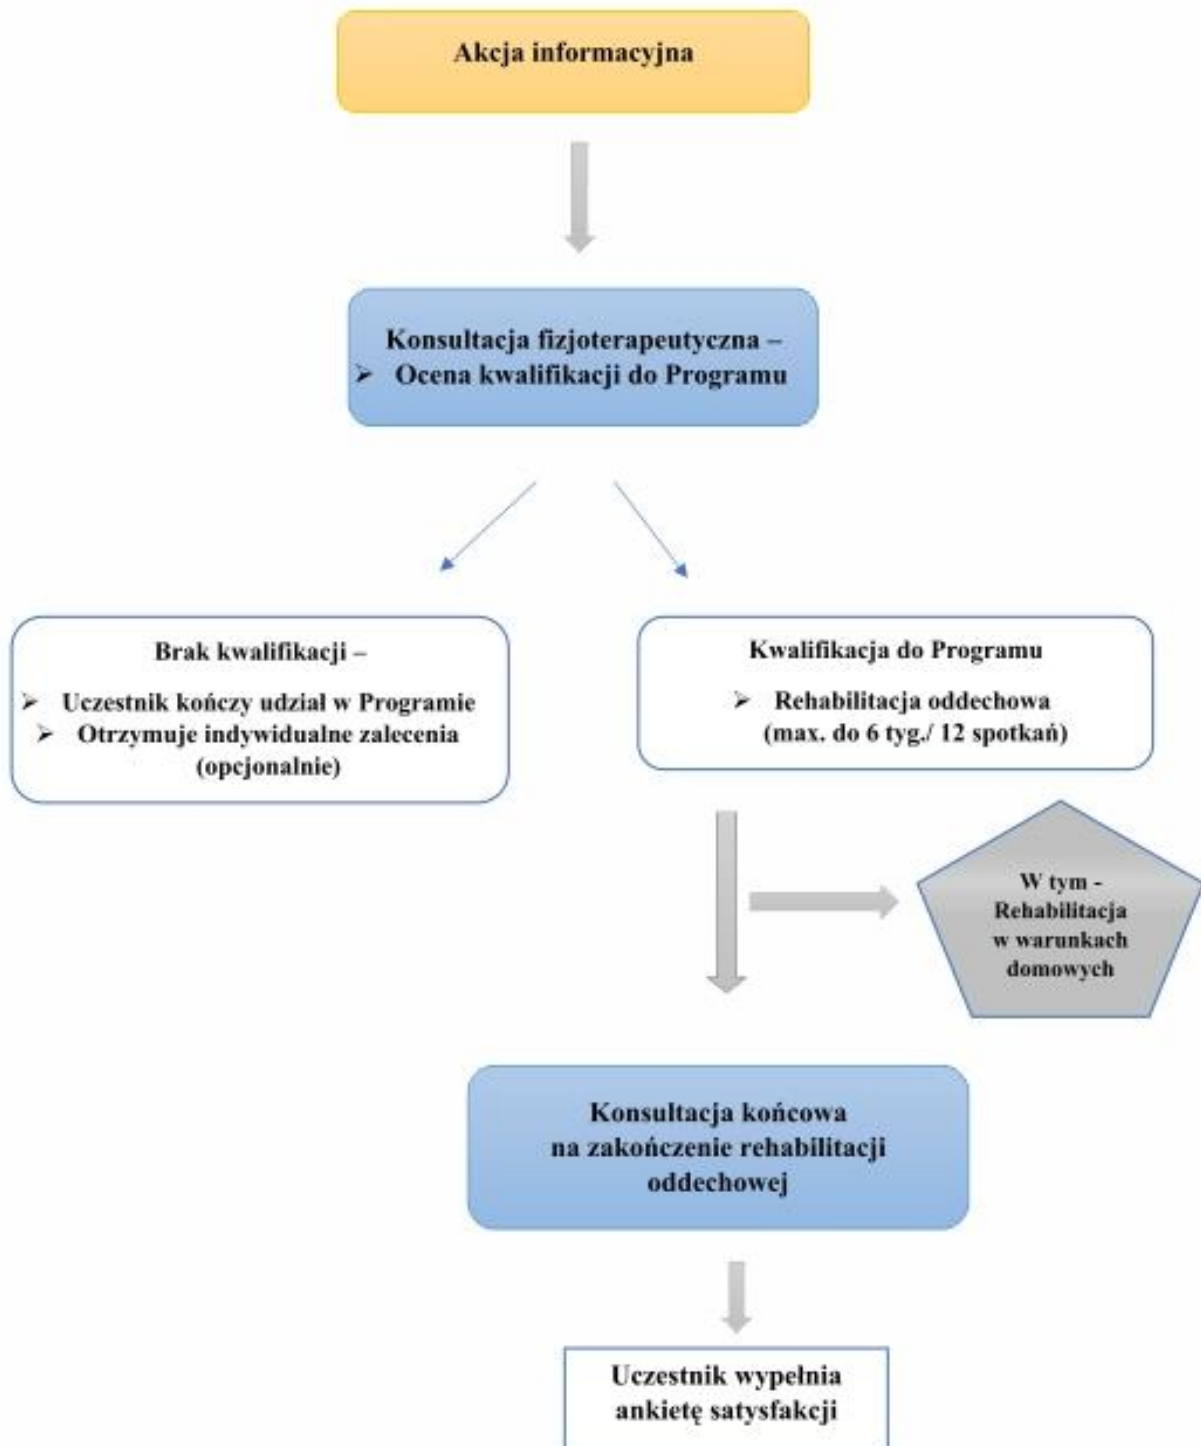 Akcja informacyjna
Konsultacja fizjoterapeutyczna –
➢ Ocena kwalifikacji do Programu
Brak kwalifikacji –
➢ Uczestnik kończy udział w Programie
➢ Otrzymuje indywidualne zalecenia
(opcjonalnie)
Kwalifikacja do Programu
➢ Rehabilitacja oddechowa
(max. do 6 tyg./ 12 spotkań)
W tym -
Rehabilitacja
w warunkach
domowych
Konsultacja końcowa
na zakończenie rehabilitacji
oddechowej
Uczestnik wypełnia
ankietę satysfakcji